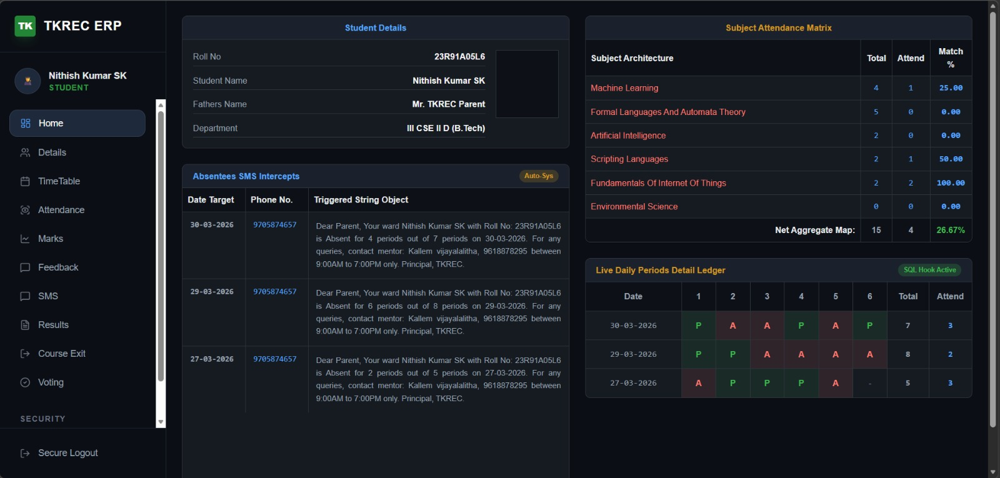 TK TKREC ERP
Nithish Kumar SK
STUDENT
Home
Details
TimeTable
Attendance
Marks
Feedback
SMS
Results
Course Exit
Voting
SECURITY
Secure Logout
Student Details
Roll No 23R91A05L6
Student Name Nithish Kumar SK
Fathers Name Mr. TKREC Parent
Department III CSE II D (B.Tech)
Absentees SMS Intercepts Auto-Sys
Date Target Phone No. Triggered String Object
30-03-2026 9705874657 Dear Parent, Your ward Nithish Kumar SK with Roll No: 23R91A05L6
is Absent for 4 periods out of 7 periods on 30-03-2026. For any
queries, contact mentor: Kallem vijayalalitha, 9618878295 between
9:00AM to 7:00PM only. Principal, TKREC.
29-03-2026 9705874657 Dear Parent, Your ward Nithish Kumar SK with Roll No: 23R91A05L6
is Absent for 6 periods out of 8 periods on 29-03-2026. For any
queries, contact mentor: Kallem vijayalalitha, 9618878295 between
9:00AM to 7:00PM only. Principal, TKREC.
27-03-2026 9705874657 Dear Parent, Your ward Nithish Kumar SK with Roll No: 23R91A05L6
is Absent for 2 periods out of 5 periods on 27-03-2026. For any
queries, contact mentor: Kallem vijayalalitha, 9618878295 between
9:00AM to 7:00PM only. Principal, TKREC.
Subject Attendance Matrix
Subject Architecture Total Attend Match
%
Machine Learning 4 1 25.00
Formal Languages And Automata Theory 5 0 0.00
Artificial Intelligence 2 0 0.00
Scripting Languages 2 1 50.00
Fundamentals Of Internet Of Things 2 2 100.00
Environmental Science 0 0 0.00
Net Aggregate Map: 15 4 26.67%
Live Daily Periods Detail Ledger SQL Hook Active
Date 1 2 3 4 5 6 Total Attend
30-03-2026 P A A P A P 7 3
29-03-2026 P P A A A A 8 2
27-03-2026 A P P P A - 5 3